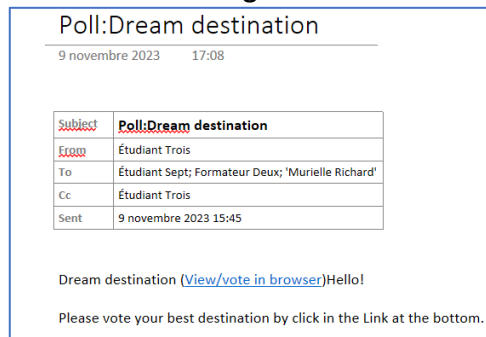 Poll:Dream destination
9 novembre 2023 17:08
Subject Poll:Dream destination
From Étudiant Trois
To Étudiant Sept; Formateur Deux; 'Murielle Richard'
Cc Étudiant Trois
Sent 9 novembre 2023 15:45
Dream destination (View/vote in browser)Hello!
Please vote your best destination by click in the Link at the bottom.